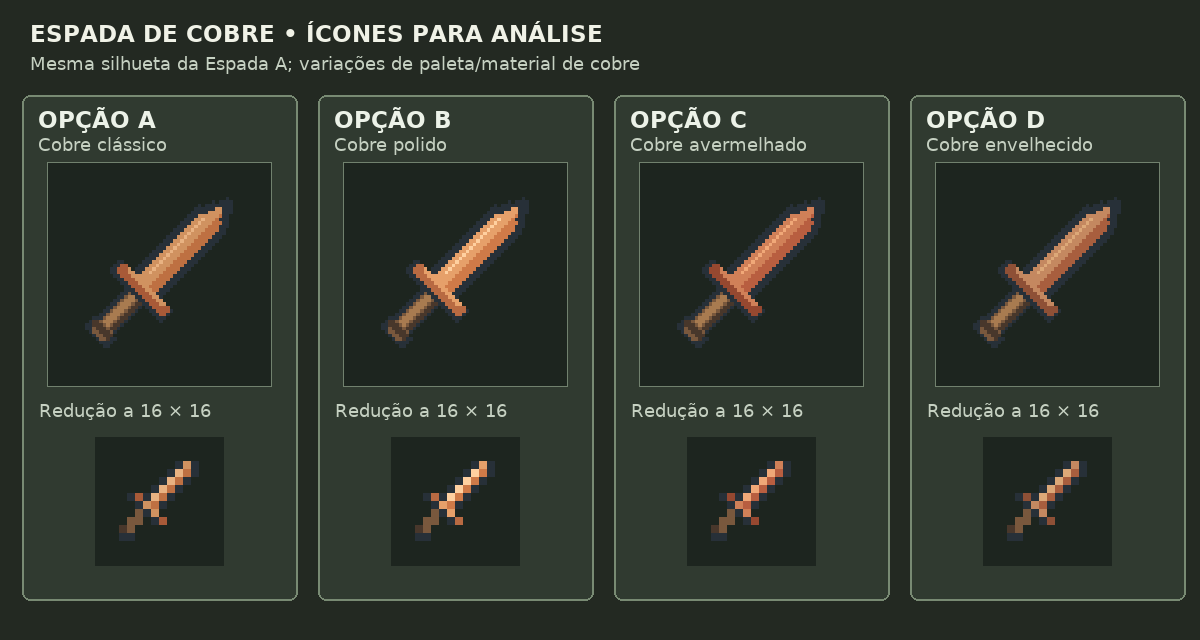 ESPADA DE COBRE • ÍCONES PARA ANÁLISE
Mesma silhueta da Espada A; variações de paleta/material de cobre
OPÇÃO A
Cobre clássico
Redução a 16 × 16
OPÇÃO B
Cobre polido
Redução a 16 × 16
OPÇÃO C
Cobre avermelhado
Redução a 16 × 16
OPÇÃO D
Cobre envelhecido
Redução a 16 × 16